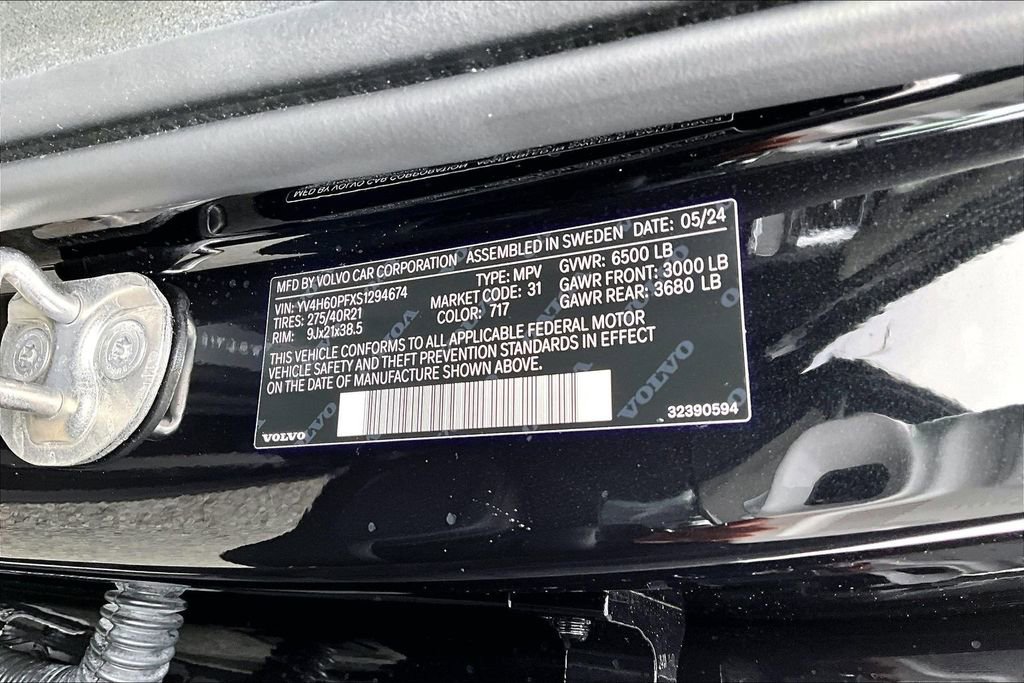 MFD BY VOLVO CAR CORPORATION ASSEMBLED IN SWEDEN DATE: 05/24
VIN: YV4H60PFXS1294674 TYPE: MPV GVWR: 6500 LB
TIRES: 275/40R21 MARKET CODE: 31 GAWR FRONT: 3000 LB
RIM: 9Jx21x38.5 COLOR: 717 GAWR REAR: 3680 LB
THIS VEHICLE CONFORMS TO ALL APPLICABLE FEDERAL MOTOR
VEHICLE SAFETY AND THEFT PREVENTION STANDARDS IN EFFECT
ON THE DATE OF MANUFACTURE SHOWN ABOVE.
VOLVO
32390594
VOLVO